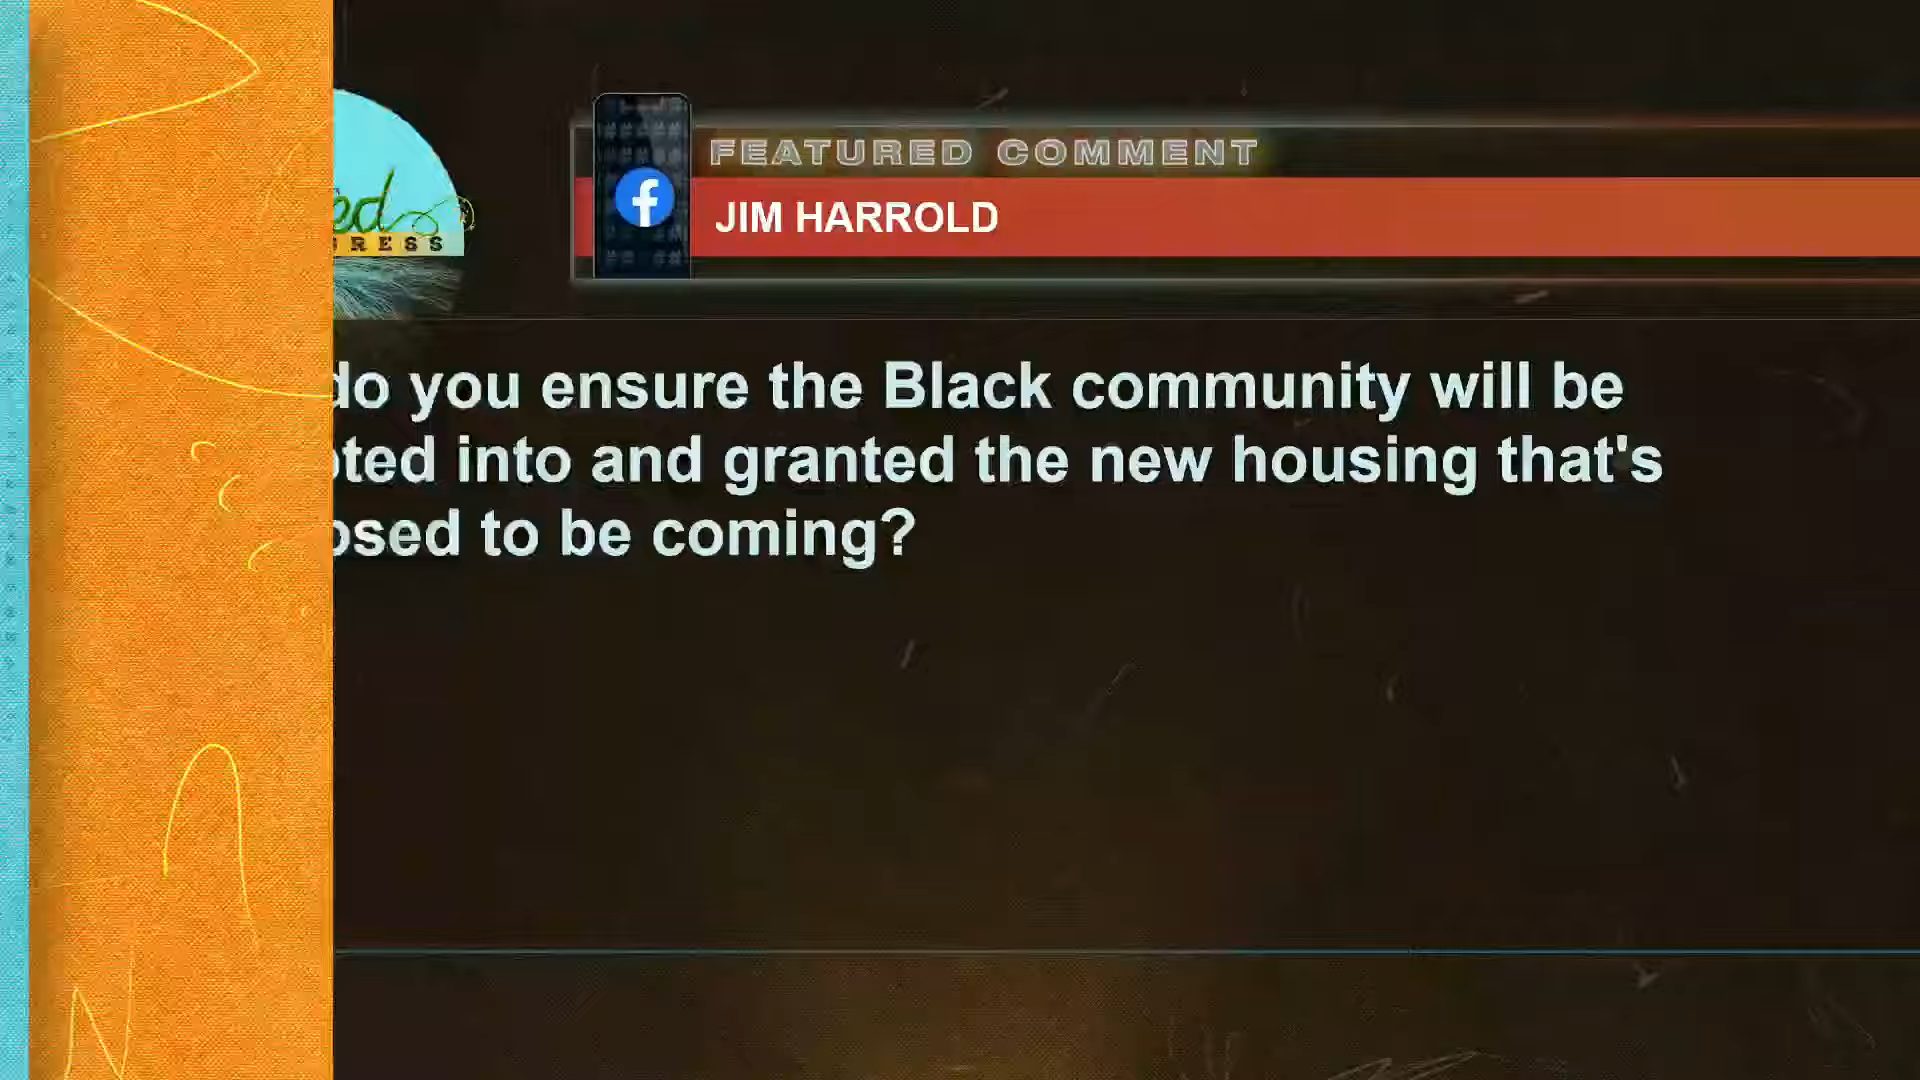 FEATURED COMMENT
JIM HARROLD
do you ensure the Black community will be
into and granted the new housing that's
to be coming?